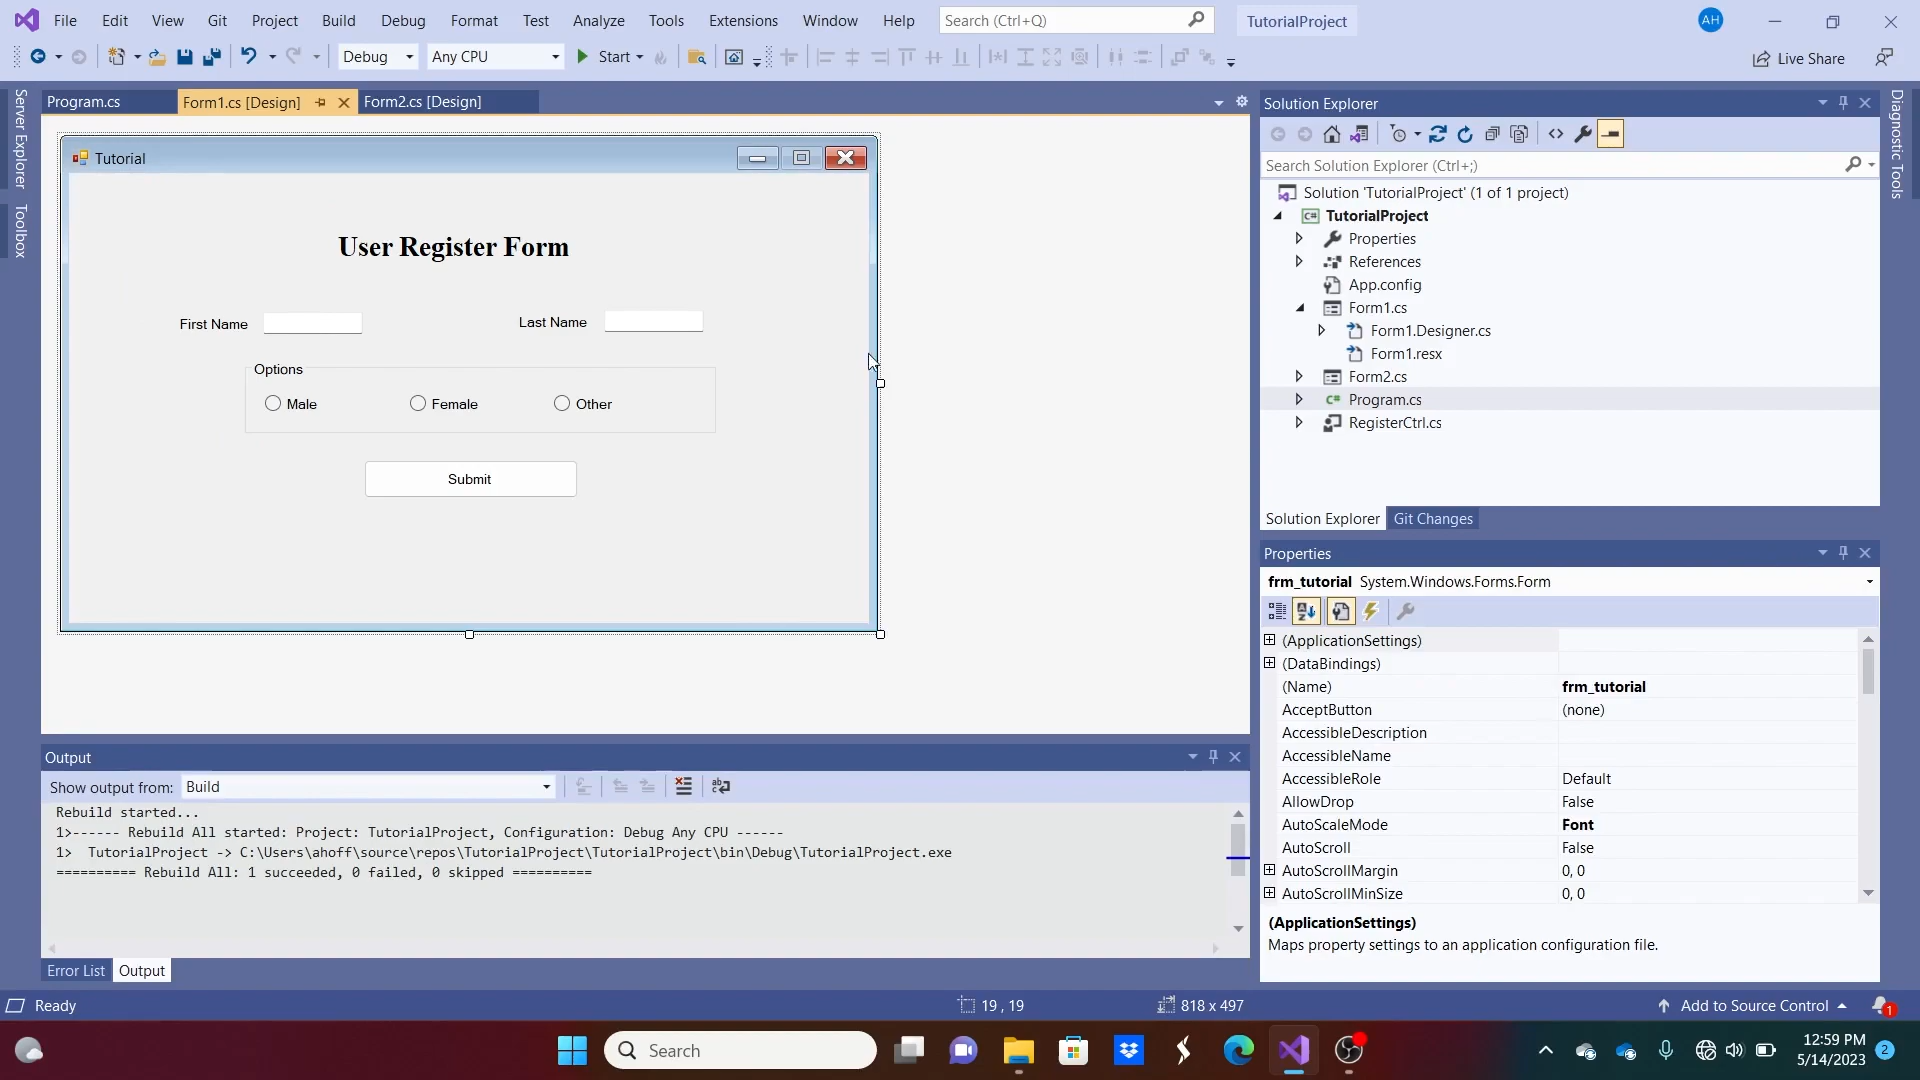 File Edit View Git Project Build Debug Format Test Analyze Tools Extensions Window Help Search (Ctrl+Q) TutorialProject AH
Debug Any CPU Start Live Share
Server Explorer
Toolbox
Program.cs Form1.cs [Design] Form2.cs [Design]
Tutorial
User Register Form
First Name Last Name
Options
Male Female Other
Submit
Solution Explorer
Search Solution Explorer (Ctrl+;)
Solution 'TutorialProject' (1 of 1 project)
C# TutorialProject
Properties
References
App.config
Form1.cs
Form1.Designer.cs
Form1.resx
Form2.cs
C# Program.cs
RegisterCtrl.cs
Solution Explorer Git Changes
Diagnostic Tools
Properties
frm_tutorial System.Windows.Forms.Form
(ApplicationSettings)
(DataBindings)
(Name) frm_tutorial
AcceptButton (none)
AccessibleDescription
AccessibleName
AccessibleRole Default
AllowDrop False
AutoScaleMode Font
AutoScroll False
AutoScrollMargin 0, 0
AutoScrollMinSize 0, 0
(ApplicationSettings)
Maps property settings to an application configuration file.
Output
Show output from: Build
Rebuild started...
1>------ Rebuild All started: Project: TutorialProject, Configuration: Debug Any CPU ------
1>  TutorialProject -> C:\Users\ahoff\source\repos\TutorialProject\TutorialProject\bin\Debug\TutorialProject.exe
========== Rebuild All: 1 succeeded, 0 failed, 0 skipped ==========
Error List Output
Ready 19 , 19 818 x 497 Add to Source Control 1
Search 12:59 PM
5/14/2023 2